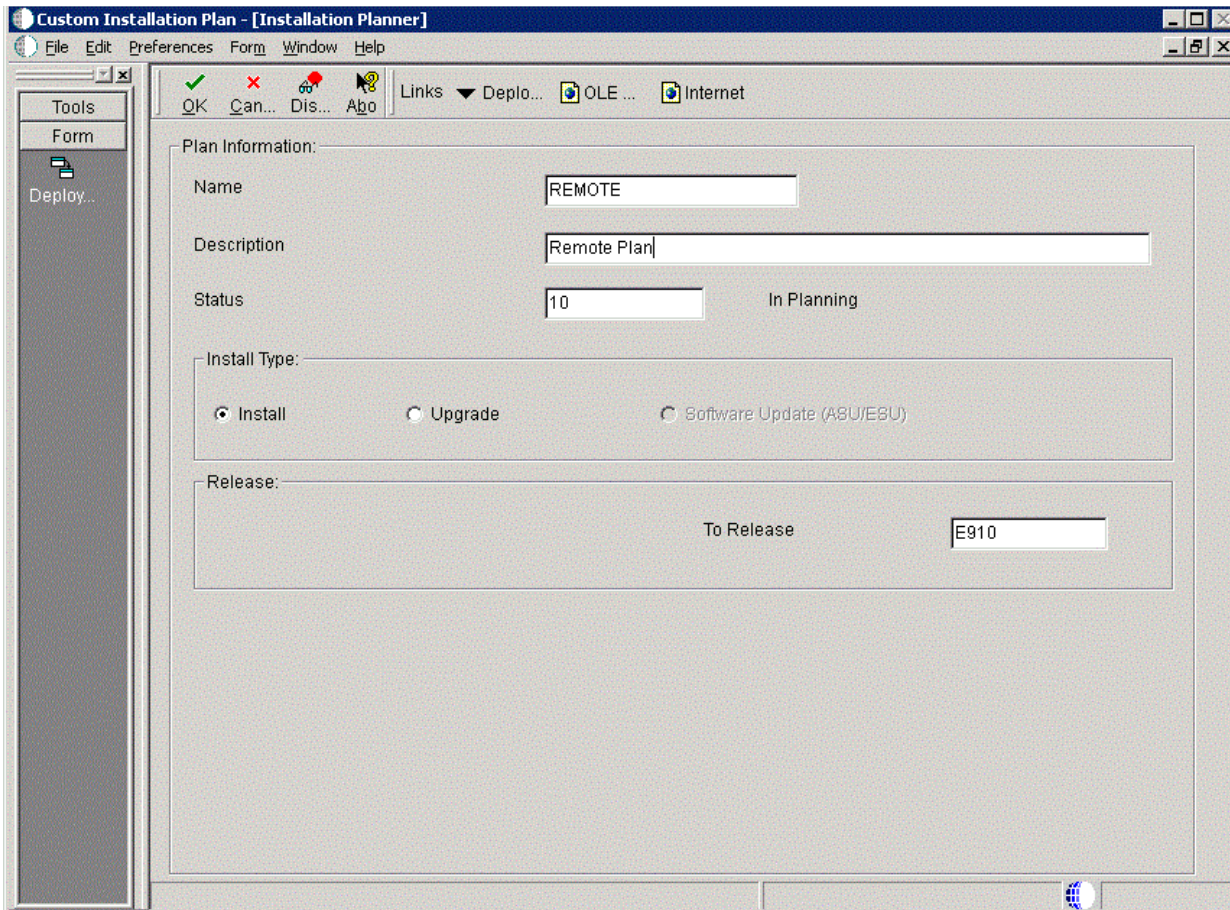 Custom Installation Plan - [Installation Planner]
File Edit Preferences Form Window Help
Tools
Form
Deploy...
OK Can... Dis... Abo Links Deplo... OLE ... Internet
Plan Information:
Name REMOTE
Description Remote Plan
Status 10 In Planning
Install Type:
Install Upgrade Software Update (ASU/ESU)
Release:
To Release E910